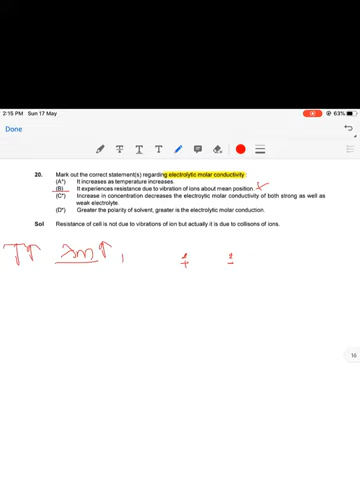 2:15 PM Sun 17 May
63%
Done
20. Mark out the correct statement(s) regarding electrolytic molar conductivity :
(A*) It increases as temperature increases.
(B) It experiences resistance due to vibration of ions about mean position.
(C*) Increase in concentration decreases the electroytic molar conductivity of both strong as well as
weak electrolyte.
(D*) Greater the polarity of solvent, greater is the electrolytic molar conduction.
Sol Resistance of cell is not due to vibrations of ion but actually it is due to collisons of ions.
T↑ λm↑,
16